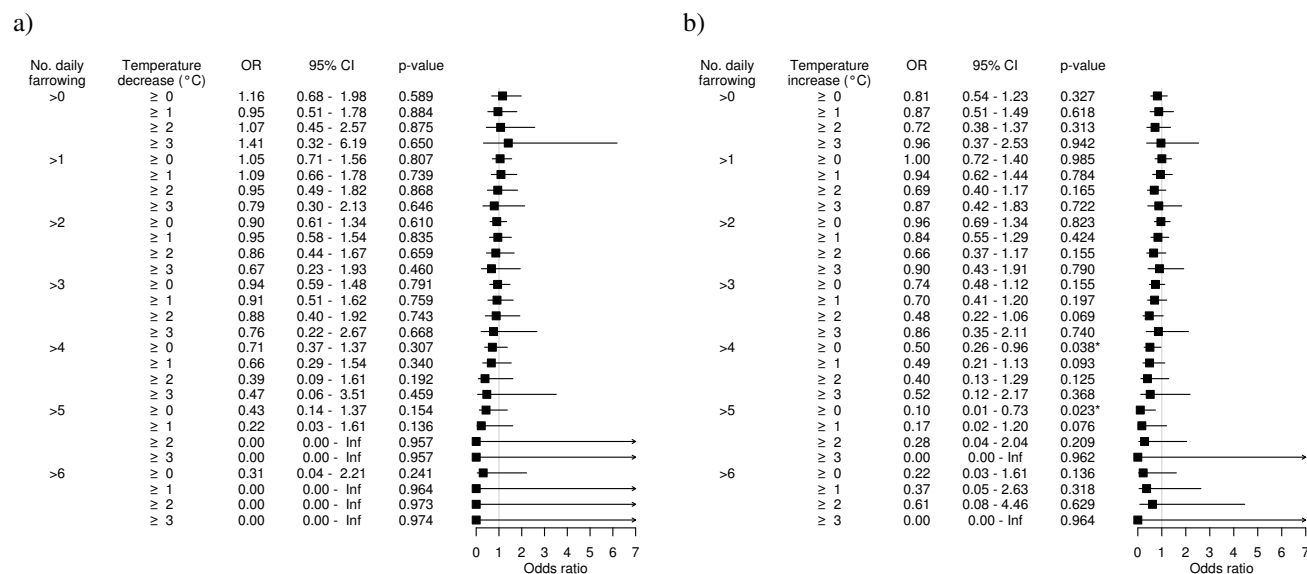 a)
No. daily farrowing Temperature decrease (°C) OR 95% CI p-value
>0 ≥ 0 1.16 0.68 - 1.98 0.589
≥ 1 0.95 0.51 - 1.78 0.884
≥ 2 1.07 0.45 - 2.57 0.875
≥ 3 1.41 0.32 - 6.19 0.650
>1 ≥ 0 1.05 0.71 - 1.56 0.807
≥ 1 1.09 0.66 - 1.78 0.739
≥ 2 0.95 0.49 - 1.82 0.868
≥ 3 0.79 0.30 - 2.13 0.646
>2 ≥ 0 0.90 0.61 - 1.34 0.610
≥ 1 0.95 0.58 - 1.54 0.835
≥ 2 0.86 0.44 - 1.67 0.659
≥ 3 0.67 0.23 - 1.93 0.460
>3 ≥ 0 0.94 0.59 - 1.48 0.791
≥ 1 0.91 0.51 - 1.62 0.759
≥ 2 0.88 0.40 - 1.92 0.743
≥ 3 0.76 0.22 - 2.67 0.668
>4 ≥ 0 0.71 0.37 - 1.37 0.307
≥ 1 0.66 0.29 - 1.54 0.340
≥ 2 0.39 0.09 - 1.61 0.192
≥ 3 0.47 0.06 - 3.51 0.459
>5 ≥ 0 0.43 0.14 - 1.37 0.154
≥ 1 0.22 0.03 - 1.61 0.136
≥ 2 0.00 0.00 - Inf 0.957
≥ 3 0.00 0.00 - Inf 0.957
>6 ≥ 0 0.31 0.04 - 2.21 0.241
≥ 1 0.00 0.00 - Inf 0.964
≥ 2 0.00 0.00 - Inf 0.973
≥ 3 0.00 0.00 - Inf 0.974
0 1 2 3 4 5 6 7
Odds ratio
b)
No. daily farrowing Temperature increase (°C) OR 95% CI p-value
>0 ≥ 0 0.81 0.54 - 1.23 0.327
≥ 1 0.87 0.51 - 1.49 0.618
≥ 2 0.72 0.38 - 1.37 0.313
≥ 3 0.96 0.37 - 2.53 0.942
>1 ≥ 0 1.00 0.72 - 1.40 0.985
≥ 1 0.94 0.62 - 1.44 0.784
≥ 2 0.69 0.40 - 1.17 0.165
≥ 3 0.87 0.42 - 1.83 0.722
>2 ≥ 0 0.96 0.69 - 1.34 0.823
≥ 1 0.84 0.55 - 1.29 0.424
≥ 2 0.66 0.37 - 1.17 0.155
≥ 3 0.90 0.43 - 1.91 0.790
>3 ≥ 0 0.74 0.48 - 1.12 0.155
≥ 1 0.70 0.41 - 1.20 0.197
≥ 2 0.48 0.22 - 1.06 0.069
≥ 3 0.86 0.35 - 2.11 0.740
>4 ≥ 0 0.50 0.26 - 0.96 0.038*
≥ 1 0.49 0.21 - 1.13 0.093
≥ 2 0.40 0.13 - 1.29 0.125
≥ 3 0.52 0.12 - 2.17 0.368
>5 ≥ 0 0.10 0.01 - 0.73 0.023*
≥ 1 0.17 0.02 - 1.20 0.076
≥ 2 0.28 0.04 - 2.04 0.209
≥ 3 0.00 0.00 - Inf 0.962
>6 ≥ 0 0.22 0.03 - 1.61 0.136
≥ 1 0.37 0.05 - 2.63 0.318
≥ 2 0.61 0.08 - 4.46 0.629
≥ 3 0.00 0.00 - Inf 0.964
0 1 2 3 4 5 6 7
Odds ratio